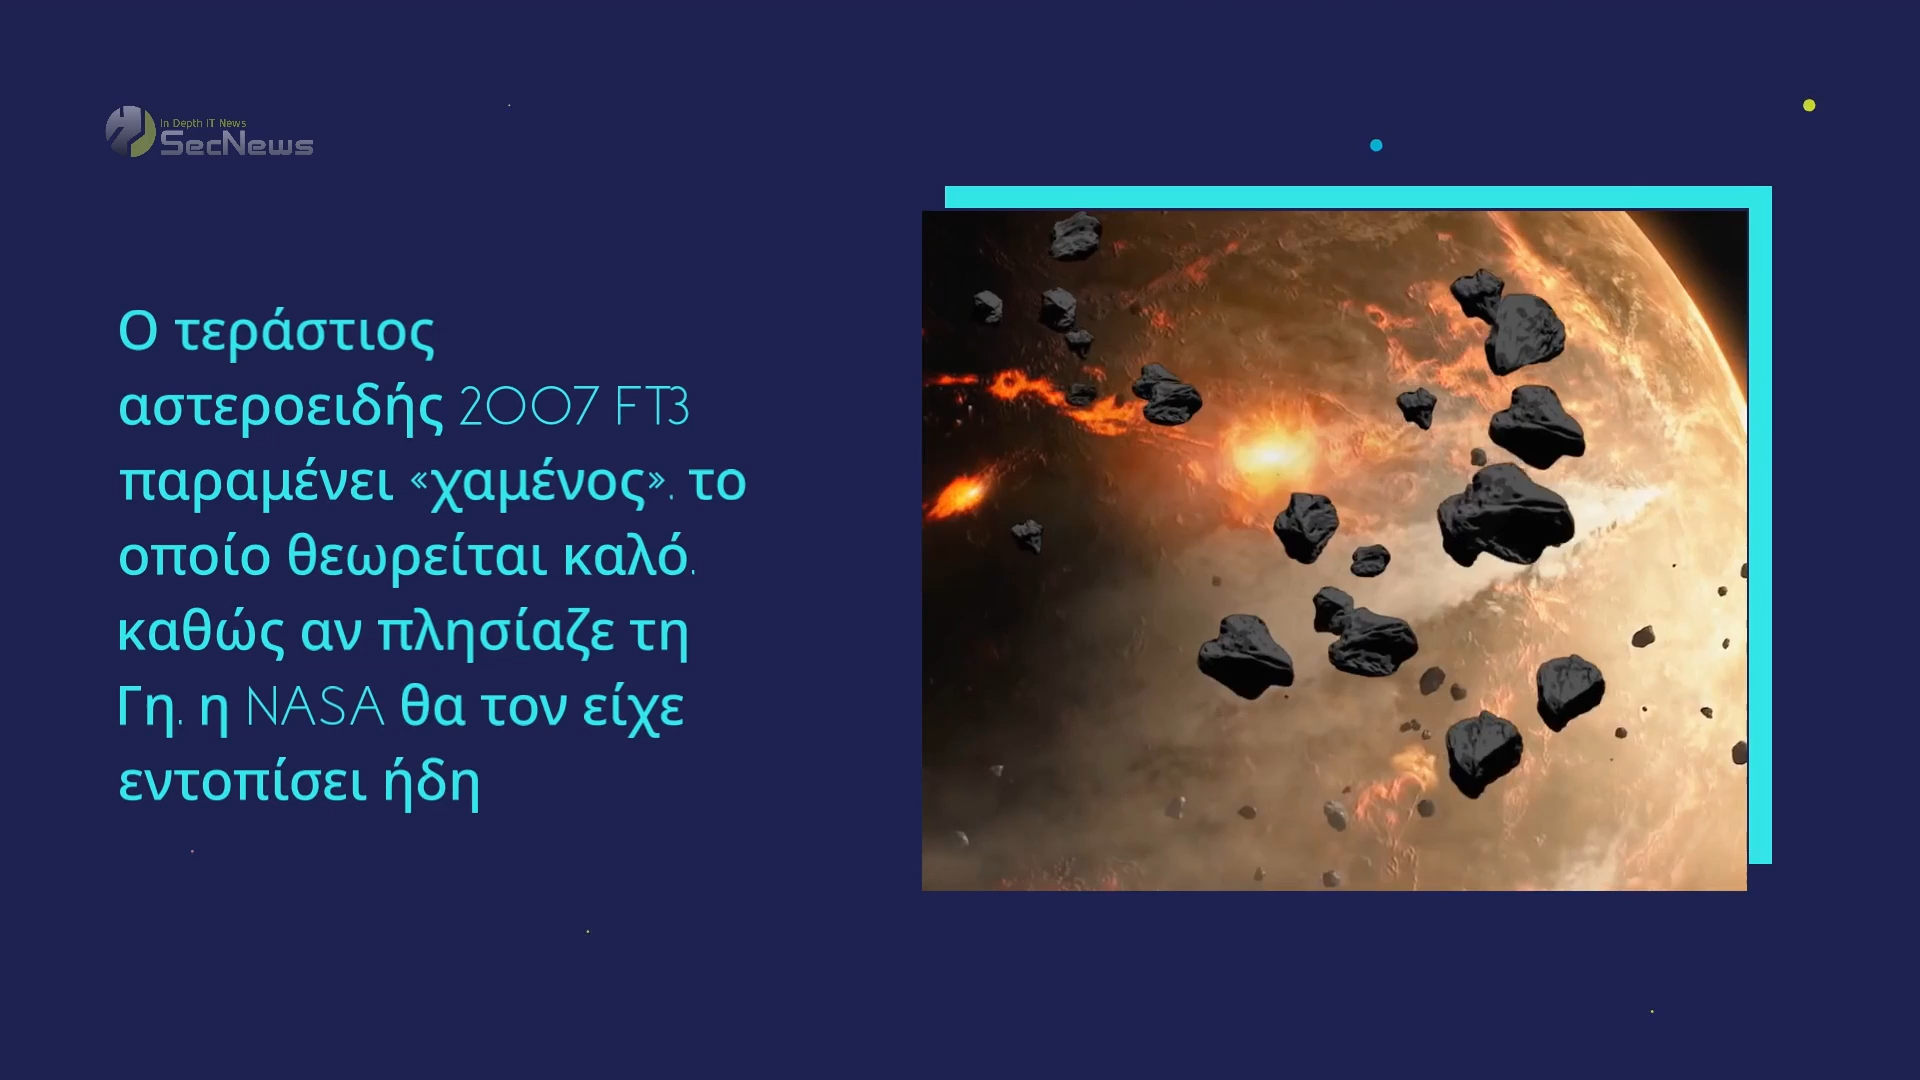 In Depth IT News
SecNews
Ο τεράστιος
αστεροειδής 2007 FT3
παραμένει «χαμένος», το
οποίο θεωρείται καλό,
καθώς αν πλησίαζε τη
Γη, η NASA θα τον είχε
εντοπίσει ήδη